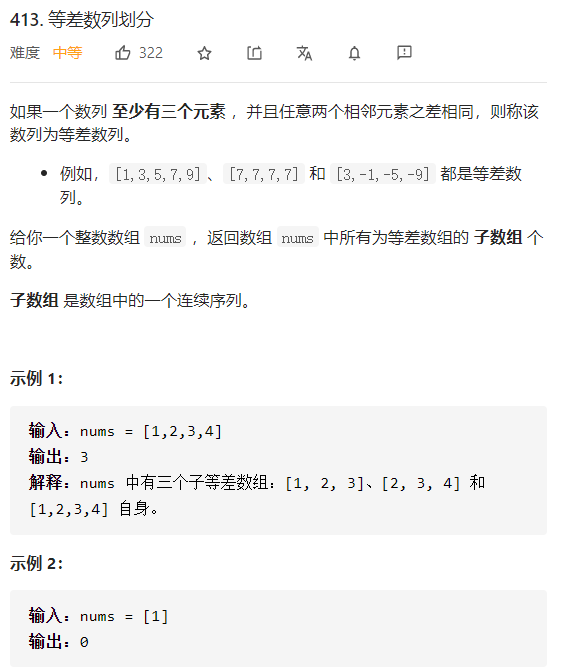 413. 等差数列划分
难度 中等 322
如果一个数列 至少有三个元素 ，并且任意两个相邻元素之差相同，则称该
数列为等差数列。
• 例如，[1,3,5,7,9]、[7,7,7,7] 和 [3,-1,-5,-9] 都是等差数
列。
给你一个整数数组 nums ，返回数组 nums 中所有为等差数组的 子数组 个
数。
子数组 是数组中的一个连续序列。
示例 1：
输入：nums = [1,2,3,4]
输出：3
解释：nums 中有三个子等差数组：[1, 2, 3]、[2, 3, 4] 和
[1,2,3,4] 自身。
示例 2：
输入：nums = [1]
输出：0